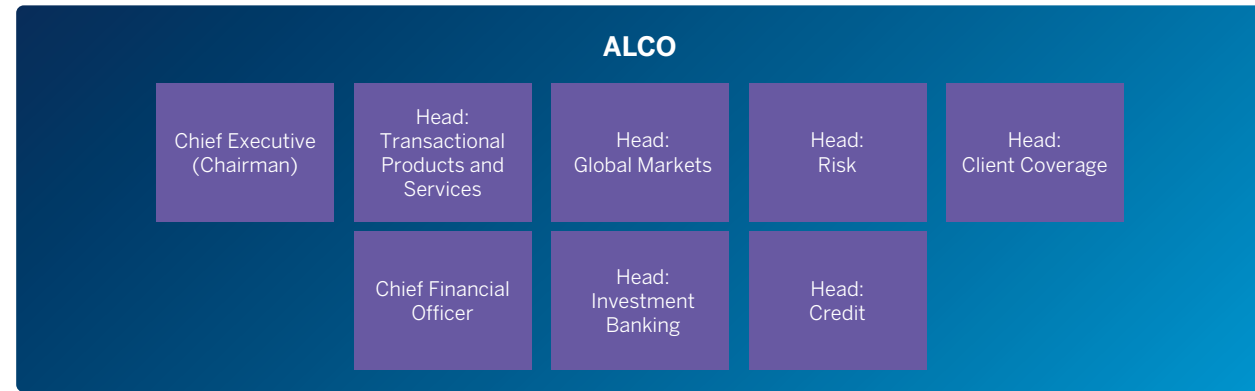 ALCO
Chief Executive
(Chairman)
Head:
Transactional
Products and
Services
Head:
Global Markets
Head:
Risk
Head:
Client Coverage
Chief Financial
Officer
Head:
Investment
Banking
Head:
Credit